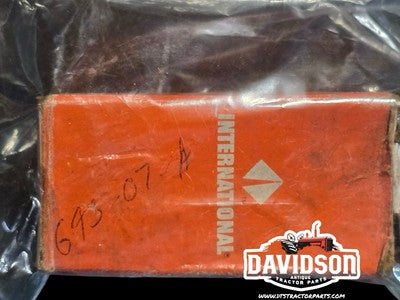 693-07-A
INTERNATIONAL
DAVIDSON
ANTIQUE
TRACTOR PARTS
WWW.DTSTRACTORPARTS.COM